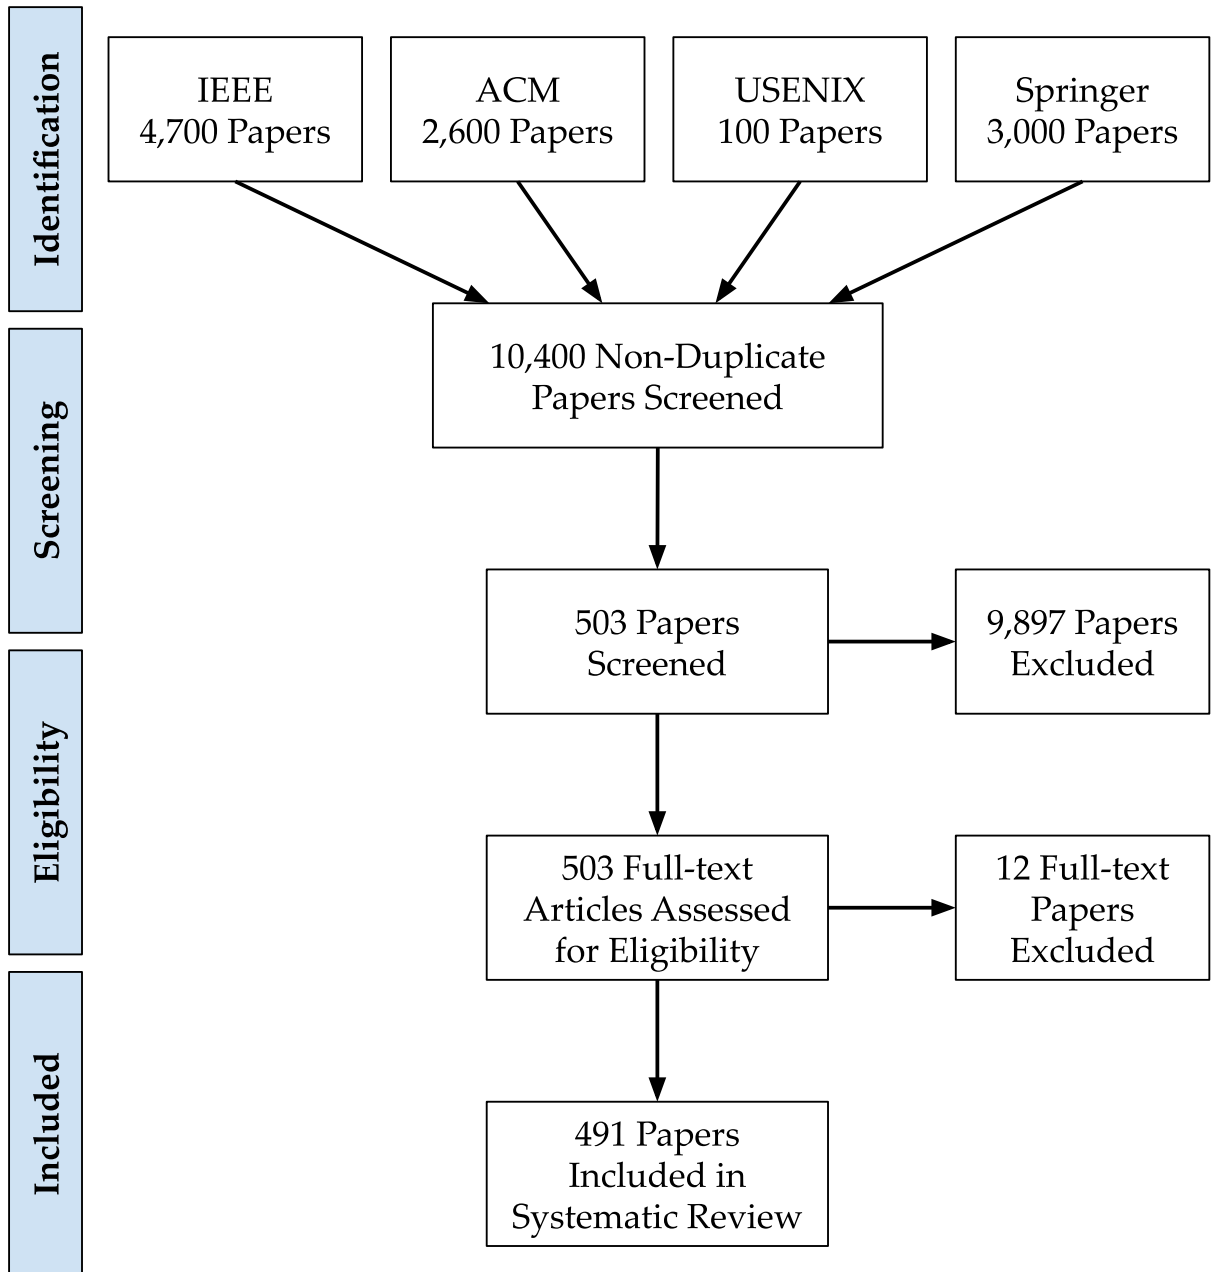 Identification
IEEE
4,700 Papers
ACM
2,600 Papers
USENIX
100 Papers
Springer
3,000 Papers
10,400 Non-Duplicate
Papers Screened
Screening
503 Papers
Screened
9,897 Papers
Excluded
Eligibility
503 Full-text
Articles Assessed
for Eligibility
12 Full-text
Papers
Excluded
Included
491 Papers
Included in
Systematic Review